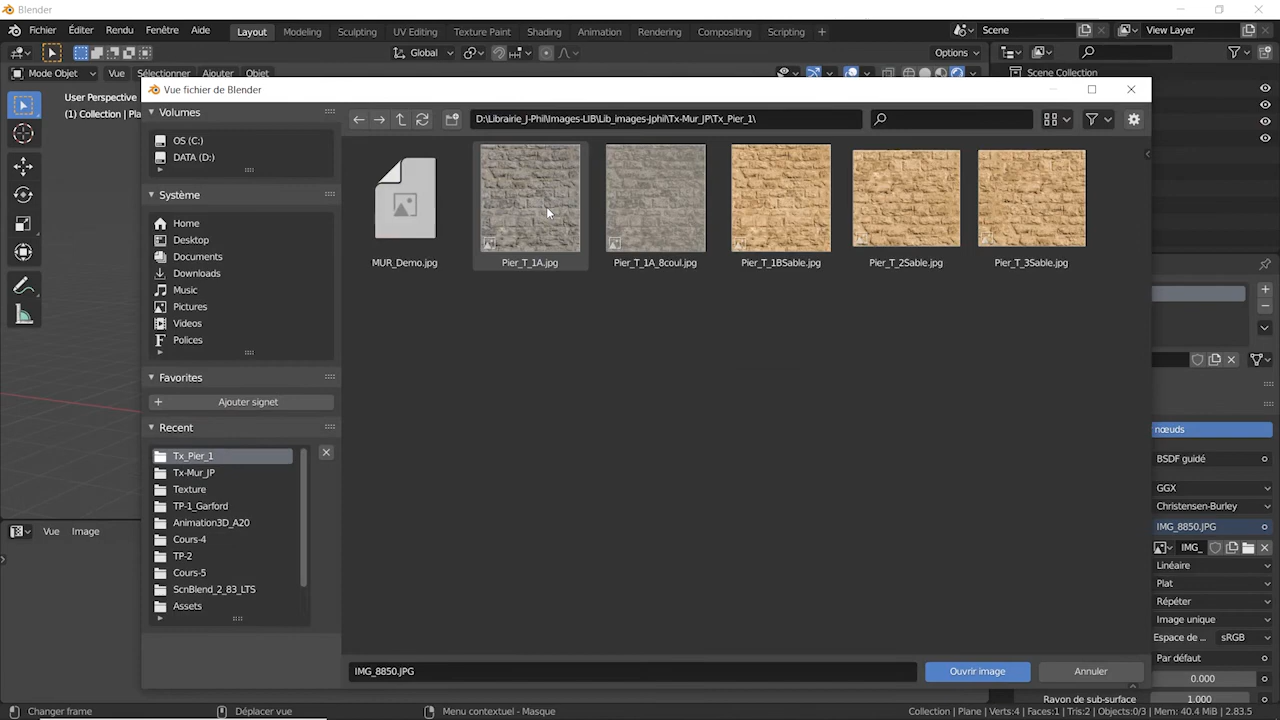 Blender
Fichier Éditer Rendu Fenêtre Aide Layout Modeling Sculpting UV Editing Texture Paint Shading Animation Rendering Compositing Scripting Scene View Layer
Global Options
Mode Objet Vue Sélectionner Ajouter Objet Scene Collection
User Perspective
(1) Collection | Pla
Vue fichier de Blender
Volumes
D:\Librairie_J-Phil\Images-LIB\Lib_images-Jphil\Tx-Mur_JP\Tx_Pier_1\
OS (C:)
DATA (D:)
Système
Home
Desktop
Documents
Downloads
Music
Pictures
Videos
Polices
MUR_Demo.jpg Pier_T_1A.jpg Pier_T_1A_8coul.jpg Pier_T_1BSable.jpg Pier_T_2Sable.jpg Pier_T_3Sable.jpg
Favorites
Ajouter signet
Recent
Tx_Pier_1
Tx-Mur_JP
Texture
TP-1_Garford
Animation3D_A20
Cours-4
TP-2
Cours-5
ScnBlend_2_83_LTS
Assets
IMG_8850.JPG Ouvrir image Annuler
nœuds
BSDF guidé
GGX
Christensen-Burley
IMG_8850.JPG
IMG_
Linéaire
Plat
Répéter
Image unique
Espace de ... sRGB
Par défaut
0.000
Rayon de sub-surface 1.000
Vue Image
Changer frame Déplacer vue Menu contextuel - Masque Collection | Plane | Verts:4 | Faces:1 | Tris:2 | Objects:0/3 | Mem: 40.4 MiB | 2.83.5